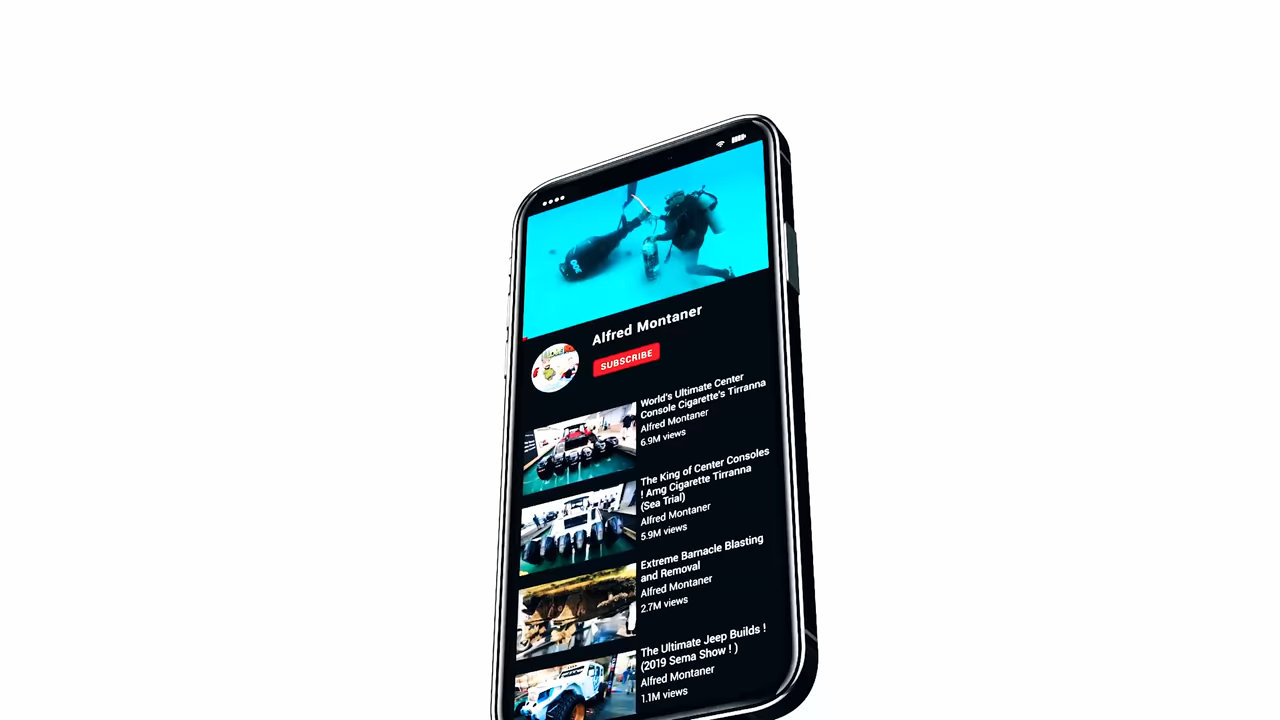 Alfred Montaner
SUBSCRIBE
World's Ultimate Center
Console Cigarette's Tirranna
Alfred Montaner
6.9M views
The King of Center Consoles
! Amg Cigarette Tirranna
(Sea Trial)
Alfred Montaner
5.9M views
Extreme Barnacle Blasting
and Removal
Alfred Montaner
2.7M views
The Ultimate Jeep Builds !
(2019 Sema Show ! )
Alfred Montaner
1.1M views